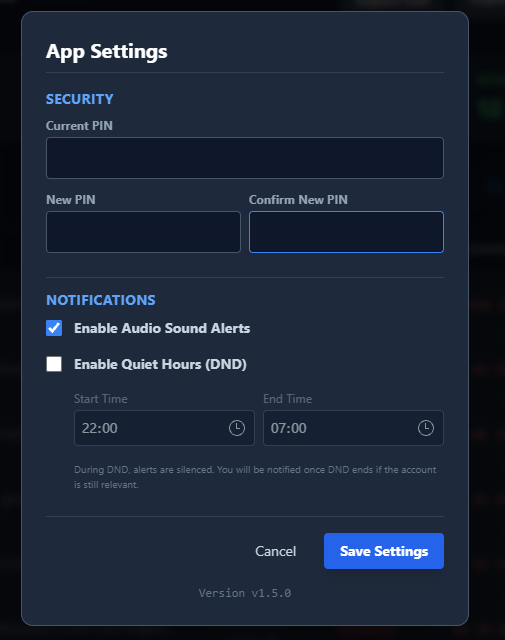 App Settings
SECURITY
Current PIN
New PIN
Confirm New PIN
NOTIFICATIONS
Enable Audio Sound Alerts
Enable Quiet Hours (DND)
Start Time
End Time
22:00
07:00
During DND, alerts are silenced. You will be notified once DND ends if the account
is still relevant.
Cancel
Save Settings
Version v1.5.0